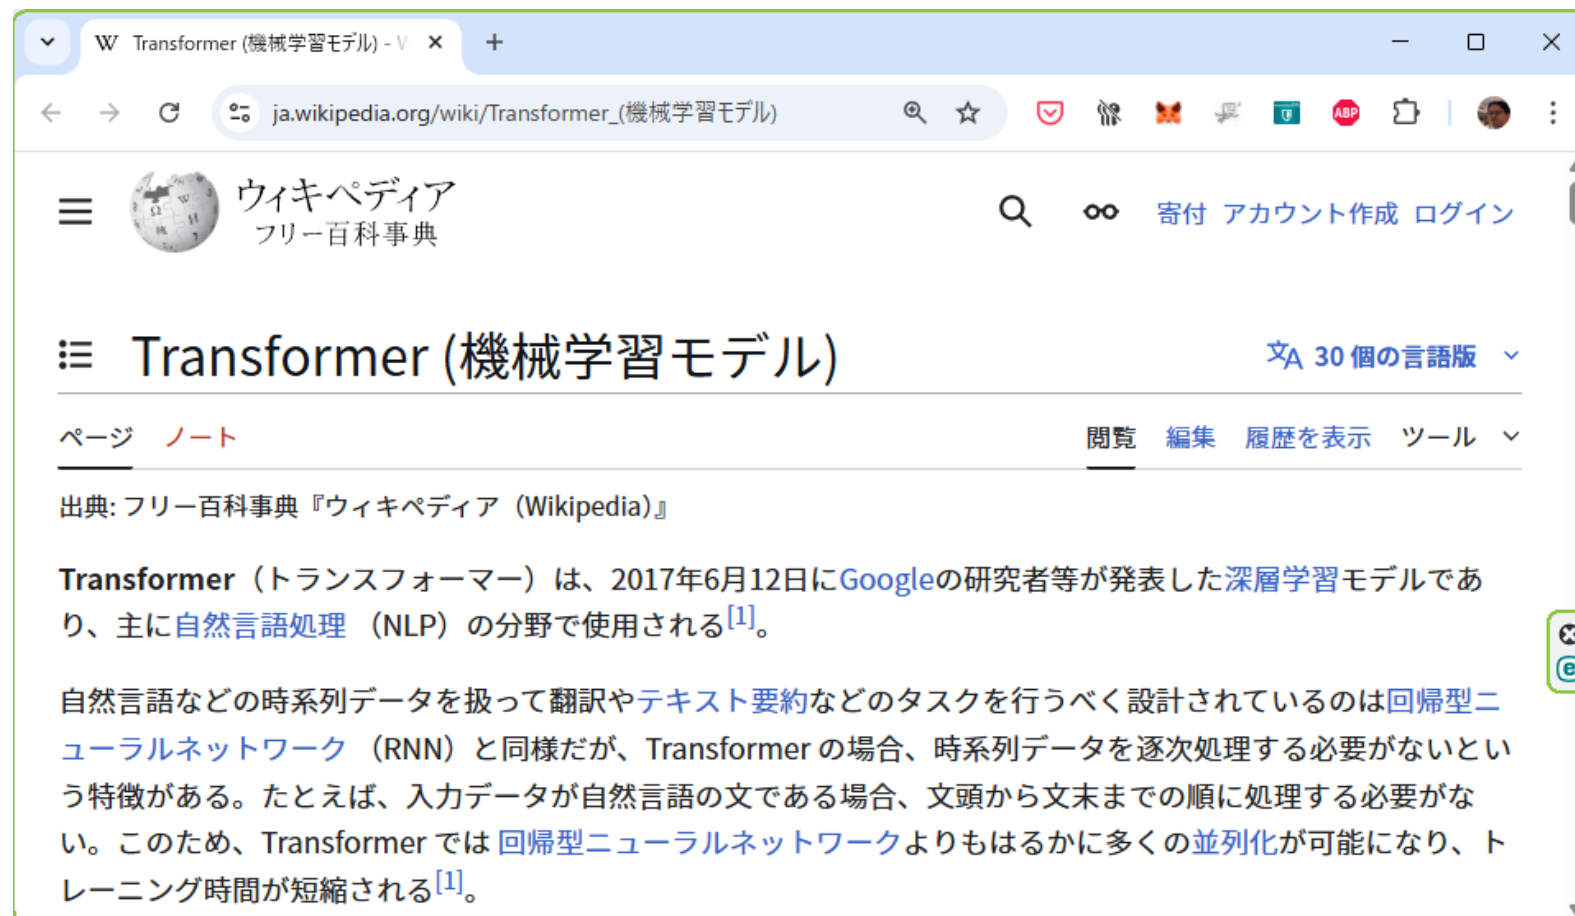 W Transformer (機械学習モデル) - W
ja.wikipedia.org/wiki/Transformer_(機械学習モデル)
ABP
ウィキペディア
フリー百科事典
寄付 アカウント作成 ログイン
Transformer (機械学習モデル)
30 個の言語版
ページ ノート 閲覧 編集 履歴を表示 ツール
出典: フリー百科事典『ウィキペディア（Wikipedia）』
Transformer（トランスフォーマー）は、2017年6月12日にGoogleの研究者等が発表した深層学習モデルであ
り、主に自然言語処理 （NLP）の分野で使用される[1]。
自然言語などの時系列データを扱って翻訳やテキスト要約などのタスクを行うべく設計されているのは回帰型ニ
ューラルネットワーク （RNN）と同様だが、Transformer の場合、時系列データを逐次処理する必要がないとい
う特徴がある。たとえば、入力データが自然言語の文である場合、文頭から文末までの順に処理する必要がな
い。このため、Transformer では 回帰型ニューラルネットワークよりもはるかに多くの並列化が可能になり、ト
レーニング時間が短縮される[1]。